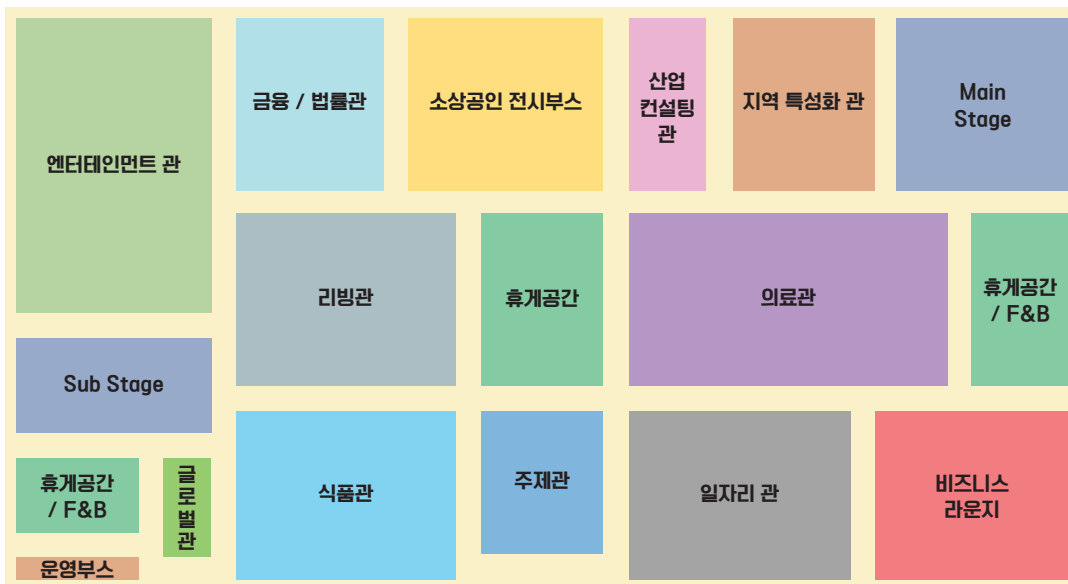 엔터테인먼트 관
금융 / 법률관
소상공인 전시부스
산업
컨설팅
관
지역 특성화 관
Main
Stage
리빙관
휴게공간
의료관
휴게공간
/ F&B
Sub Stage
휴게공간
/ F&B
글
로
벌
관
운영부스
식품관
주제관
일자리 관
비즈니스
라운지